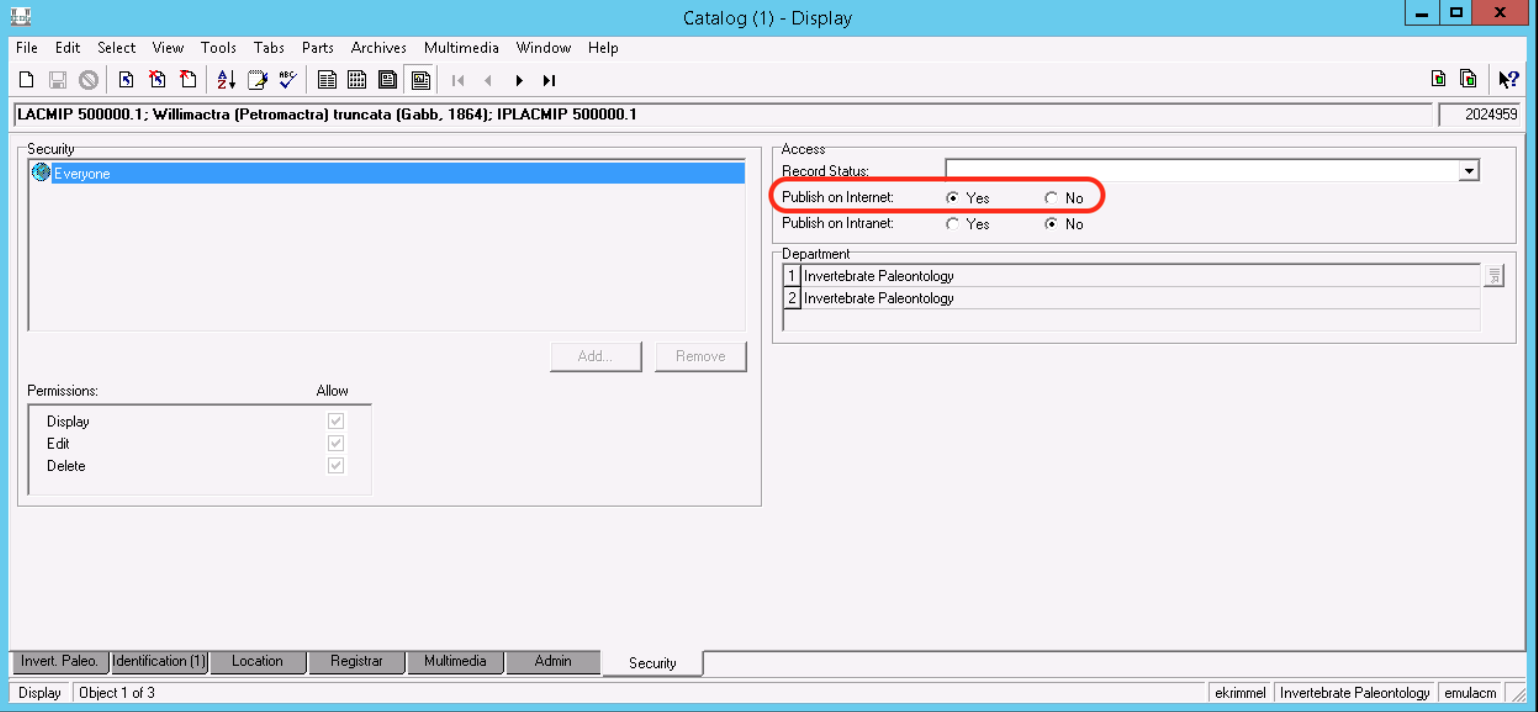 Catalog (1) - Display
File Edit Select View Tools Tabs Parts Archives Multimedia Window Help
LACMIP 500000.1; Willimactra (Petromactra) truncata (Gabb, 1864); IPLACMIP 500000.1
2024959
Security
Everyone
Add...
Remove
Permissions: Allow
Display
Edit
Delete
Access
Record Status:
Publish on Internet: Yes No
Publish on Intranet: Yes No
Department
1 Invertebrate Paleontology
2 Invertebrate Paleontology
Invert. Paleo. Identification (1) Location Registrar Multimedia Admin Security
Display Object 1 of 3 ekrimmel Invertebrate Paleontology emulacm